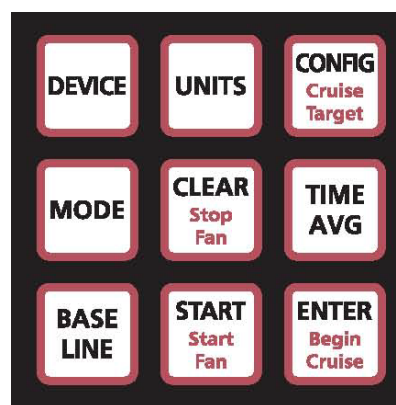 DEVICE
UNITS
CONFIG
Cruise
Target
MODE
CLEAR
Stop
Fan
TIME
AVG
BASE
LINE
START
Start
Fan
ENTER
Begin
Cruise